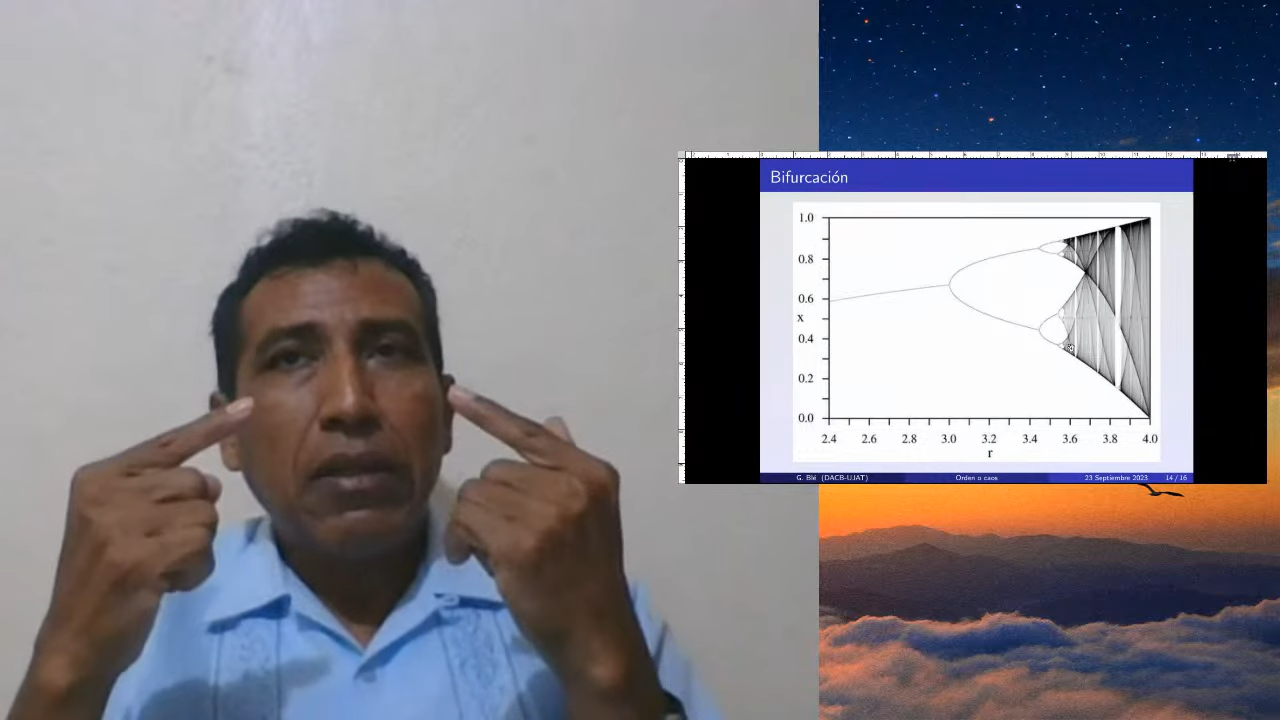 Bifurcación
1.0
0.8
0.6
x
0.4
0.2
0.0
2.4 2.6 2.8 3.0 3.2 3.4 3.6 3.8 4.0
r
G. Blé (DACB-UJAT) Orden o caos 23 Septiembre 2023 14 / 16